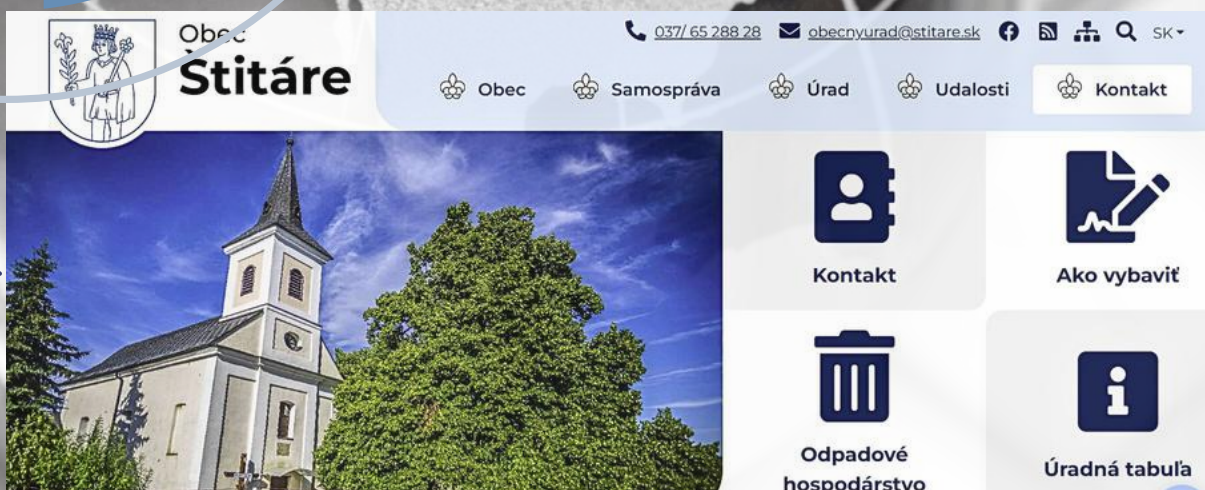 Obec
Štitáre
037/ 65 288 28 obecnyurad@stitare.sk SK
Obec Samospráva Úrad Udalosti Kontakt
Kontakt
Ako vybaviť
Odpadové
hospodárstvo
Úradná tabuľa